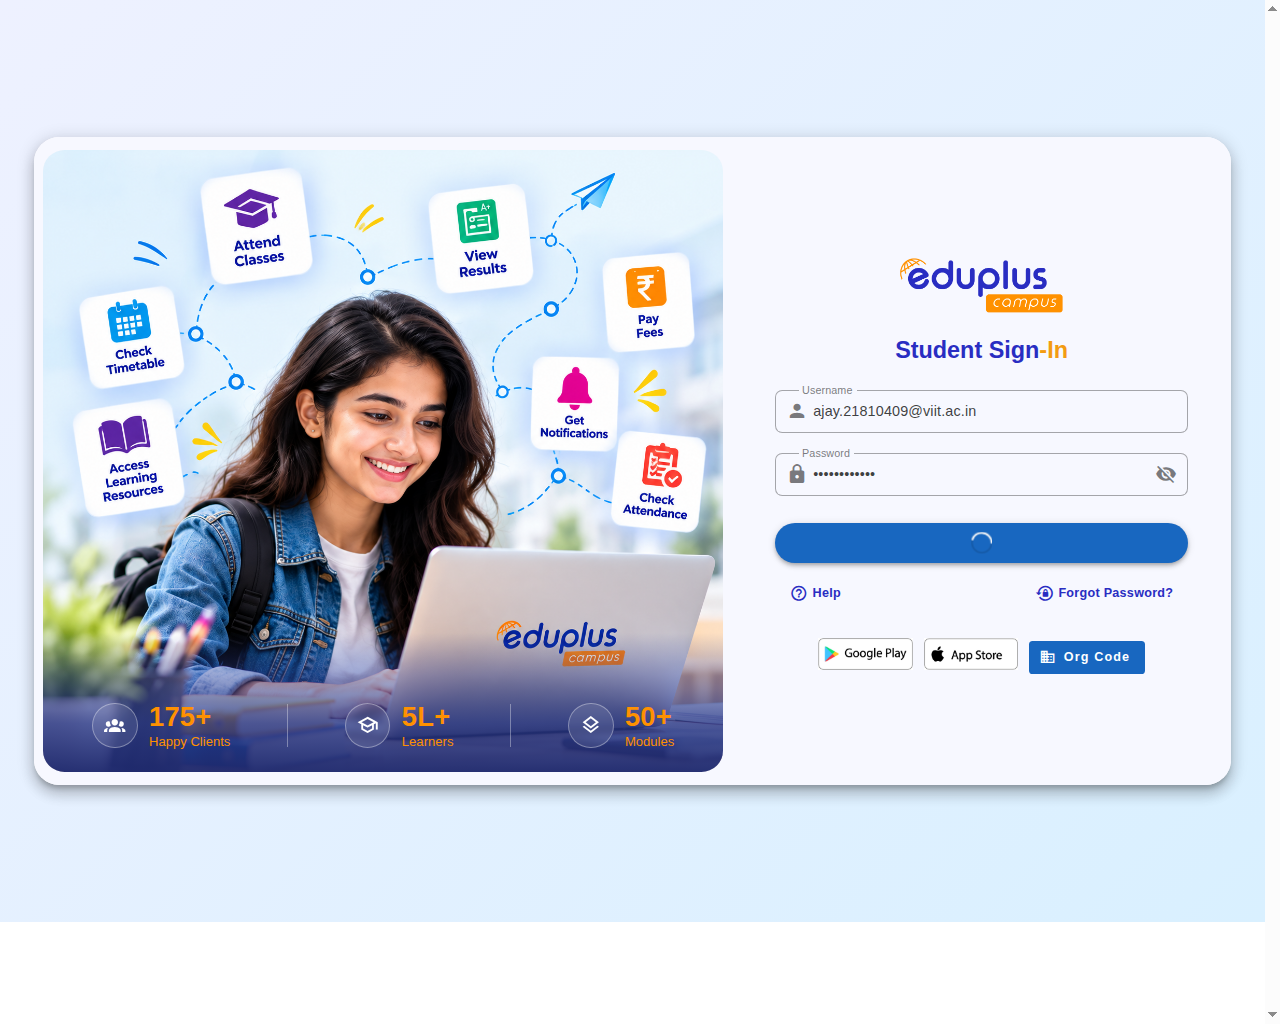 Attend
Classes
A+
View
Results
Pay
Fees
Check
Timetable
Get
Notifications
Access
Learning
Resources
Check
Attendance
eduplus
campus
175+
Happy Clients
5L+
Learners
50+
Modules
eduplus
campus
Student Sign-In
Username
ajay.21810409@viit.ac.in
Password
••••••••••••
Help
Forgot Password?
Google Play
App Store
Org Code